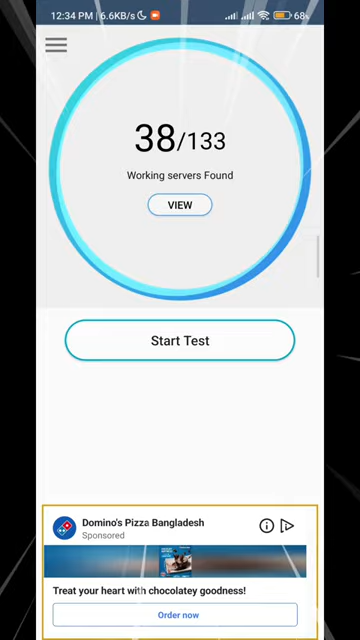 12:34 PM | 6.6KB/s
68%
38/133
Working servers Found
VIEW
Start Test
Domino's Pizza Bangladesh
Sponsored
Treat your heart with chocolatey goodness!
Order now